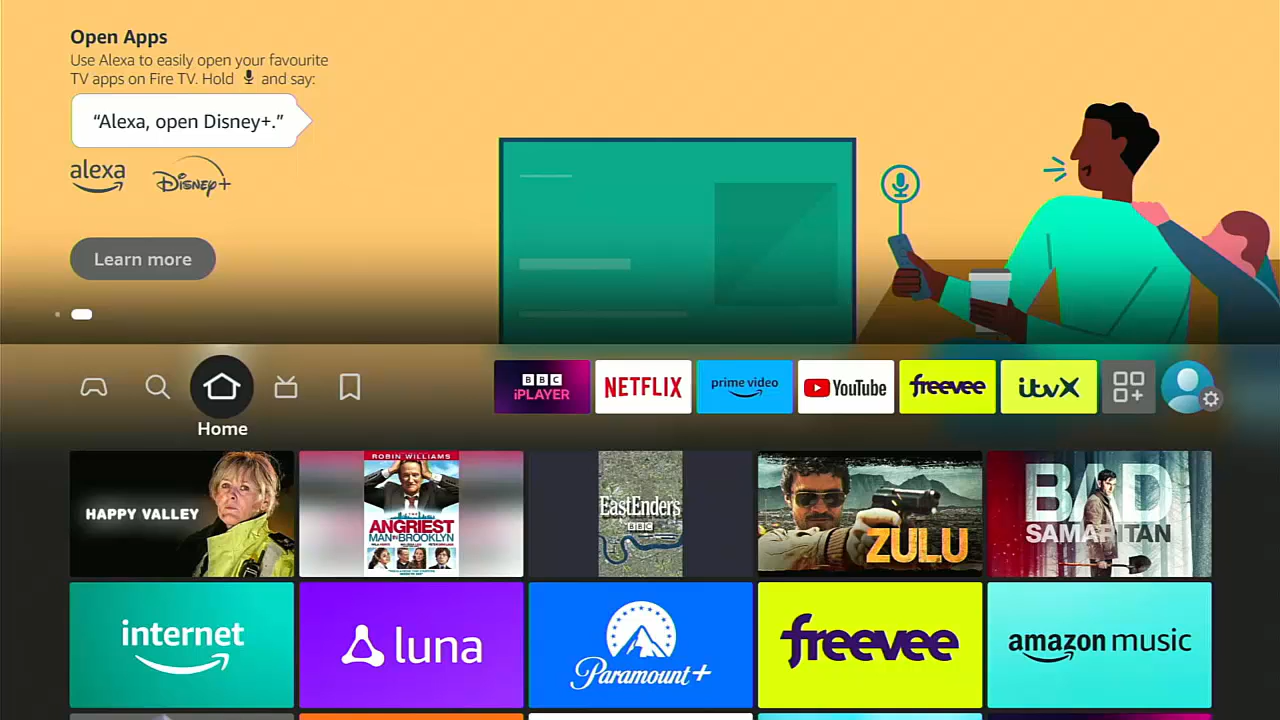 Open Apps
Use Alexa to easily open your favourite
TV apps on Fire TV. Hold and say:
“Alexa, open Disney+.”
alexa Disney+
Learn more
BBC
iPLAYER
NETFLIX
prime video
YouTube
freevee
itvX
Home
HAPPY VALLEY
ROBIN WILLIAMS
THE
ANGRIEST
MAN IN BROOKLYN
EastEnders
BBC
ZULU
BAD
SAMARITAN
internet
luna
Paramount+
freevee
amazon music